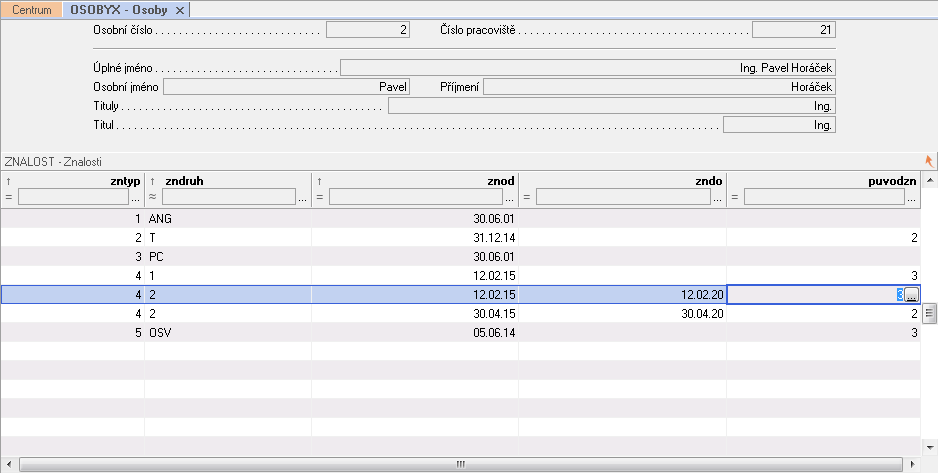 Centrum OSOBYX - Osoby ×
Osobní číslo 2 Číslo pracoviště 21
Úplné jméno Ing. Pavel Horáček
Osobní jméno Pavel Příjmení Horáček
Tituly Ing.
Titul Ing.
ZNALOST - Znalosti
↑ zntyp ↑ zndruh ↑ znod zndo puvodzn
= ... ≈ ... = ... = ... = ...
1 ANG 30.06.01
2 T 31.12.14 2
3 PC 30.06.01
4 1 12.02.15 3
4 2 12.02.15 12.02.20 3 ...
4 2 30.04.15 30.04.20 2
5 OSV 05.06.14 3